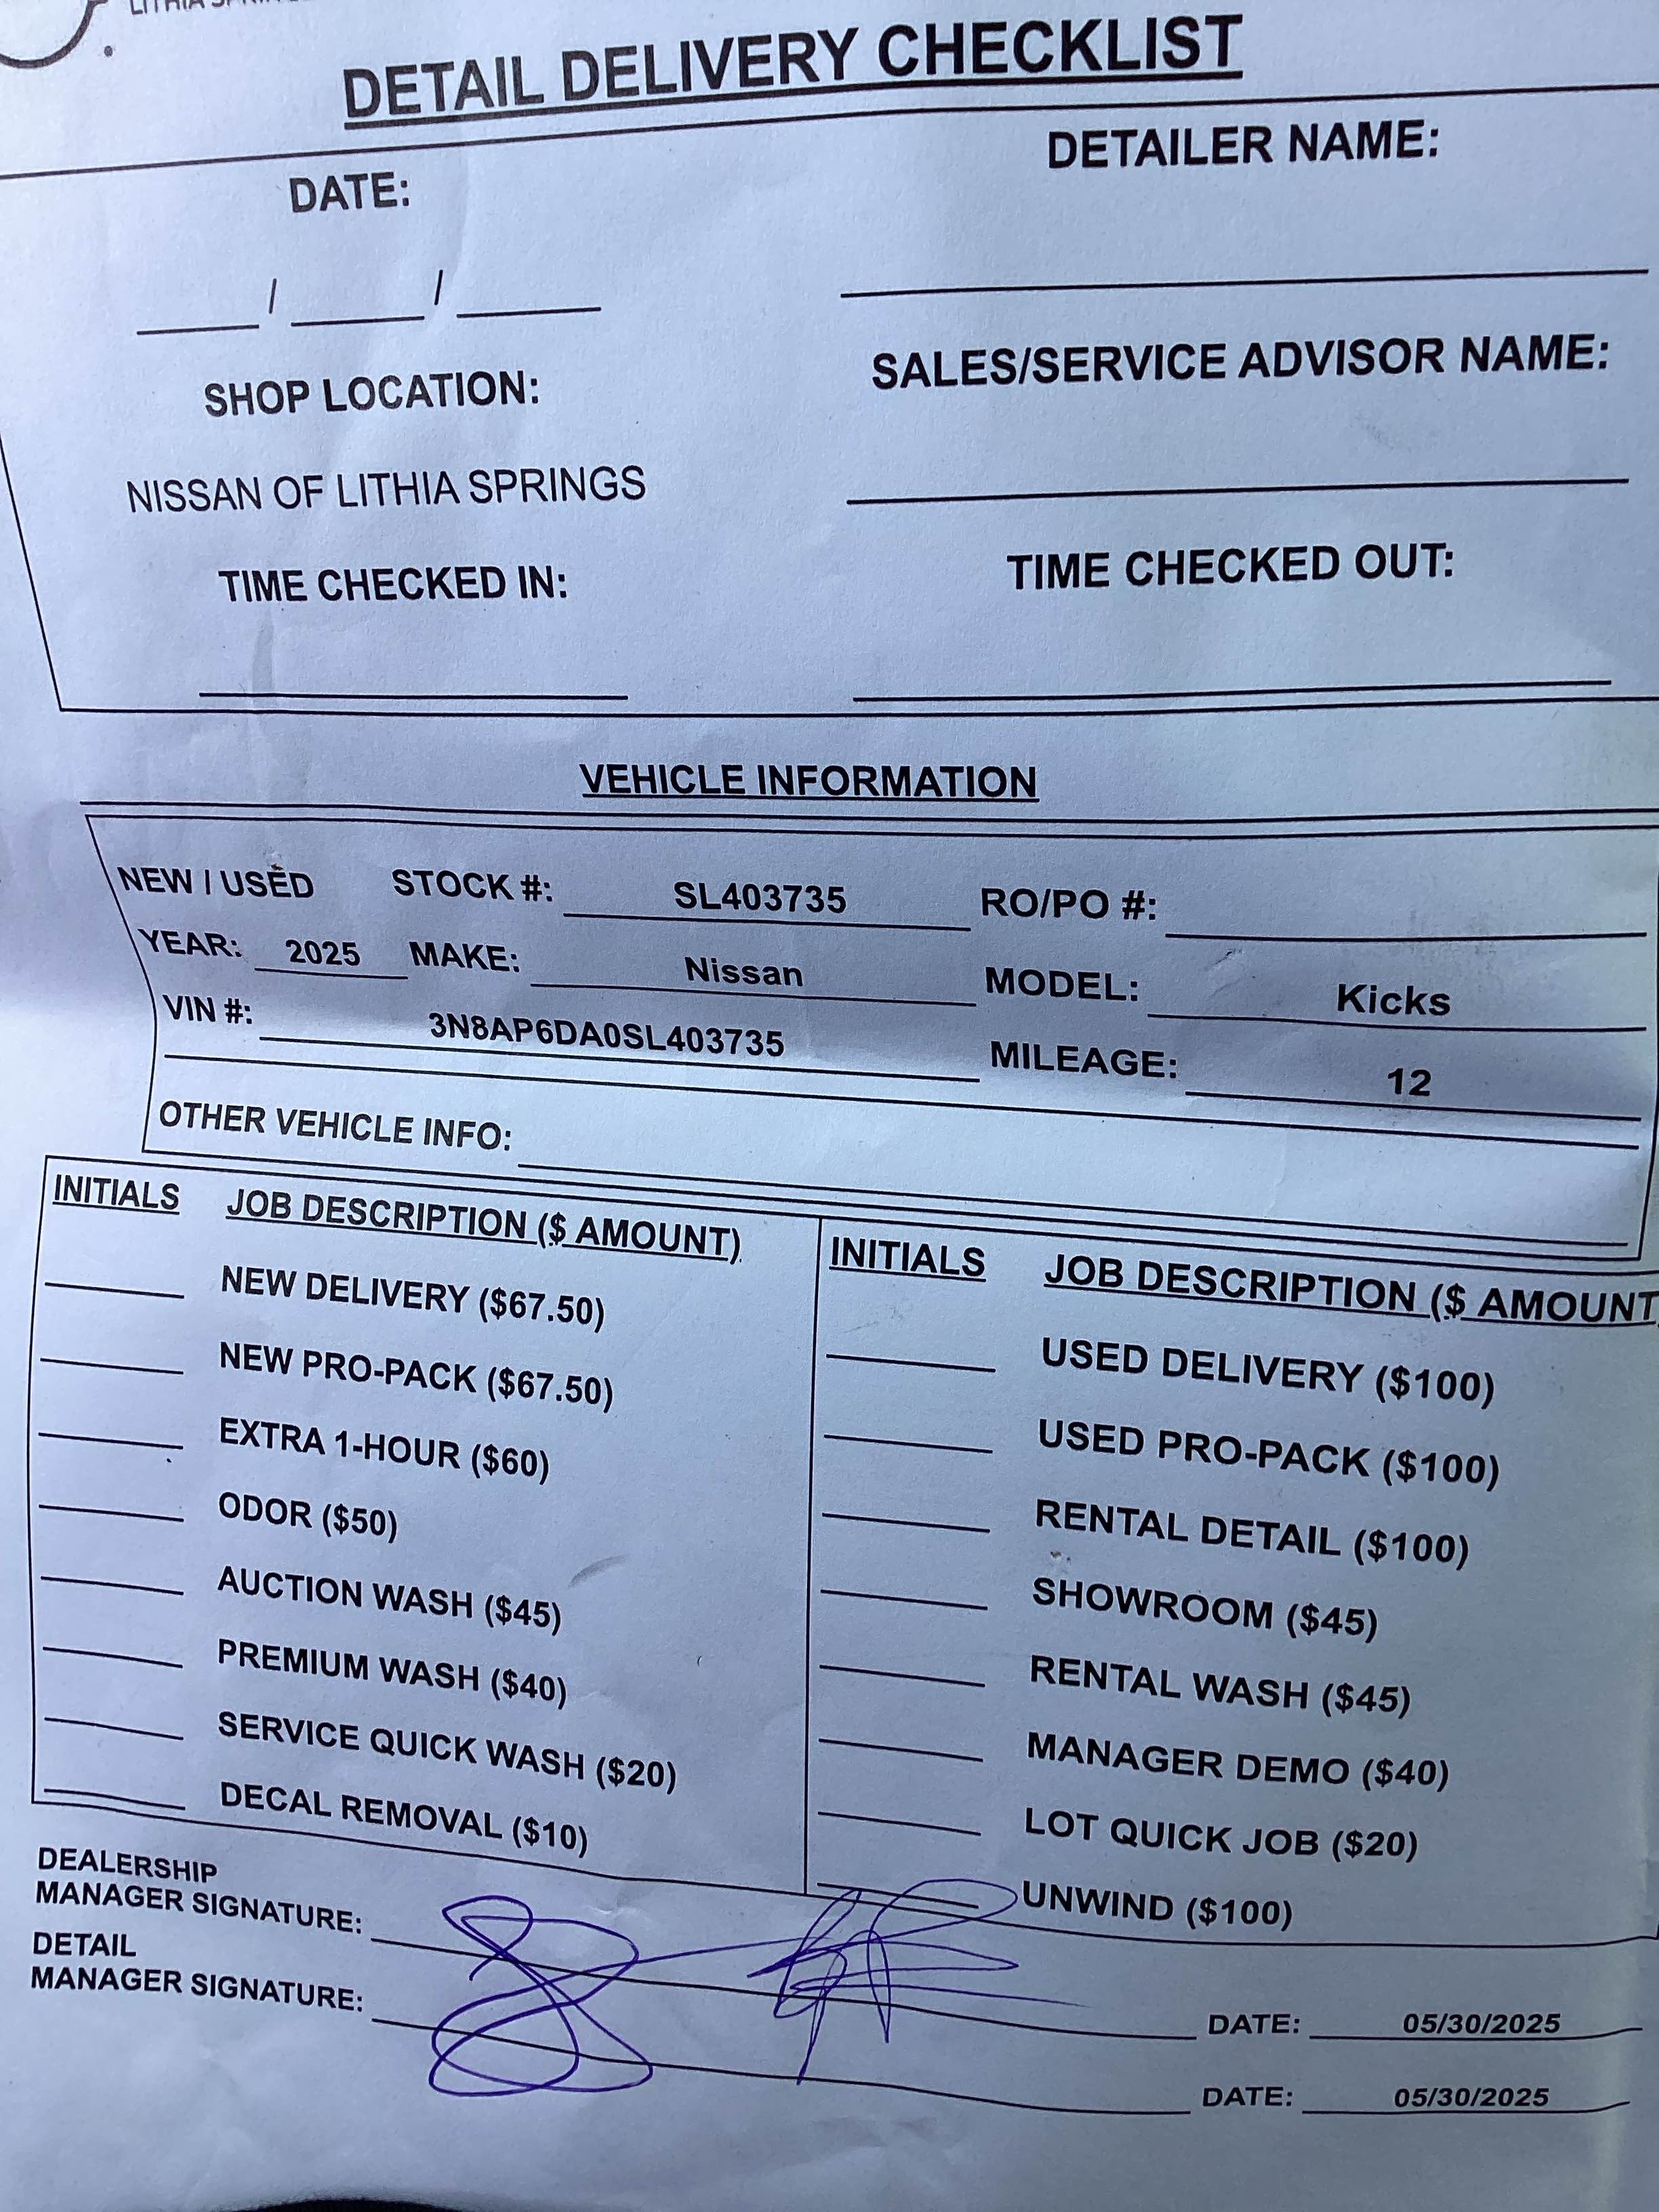 DETAIL DELIVERY CHECKLIST
DATE:
DETAILER NAME:
/ /
SHOP LOCATION:
SALES/SERVICE ADVISOR NAME:
NISSAN OF LITHIA SPRINGS
TIME CHECKED IN:
TIME CHECKED OUT:
VEHICLE INFORMATION
NEW / USED STOCK #: SL403735 RO/PO #:
YEAR: 2025 MAKE: Nissan MODEL: Kicks
VIN #: 3N8AP6DA0SL403735 MILEAGE: 12
OTHER VEHICLE INFO:
INITIALS JOB DESCRIPTION ($ AMOUNT)
NEW DELIVERY ($67.50)
NEW PRO-PACK ($67.50)
EXTRA 1-HOUR ($60)
ODOR ($50)
AUCTION WASH ($45)
PREMIUM WASH ($40)
SERVICE QUICK WASH ($20)
DECAL REMOVAL ($10)
INITIALS JOB DESCRIPTION ($ AMOUNT
USED DELIVERY ($100)
USED PRO-PACK ($100)
RENTAL DETAIL ($100)
SHOWROOM ($45)
RENTAL WASH ($45)
MANAGER DEMO ($40)
LOT QUICK JOB ($20)
UNWIND ($100)
DEALERSHIP
MANAGER SIGNATURE:
DATE: 05/30/2025
DETAIL
MANAGER SIGNATURE:
DATE: 05/30/2025